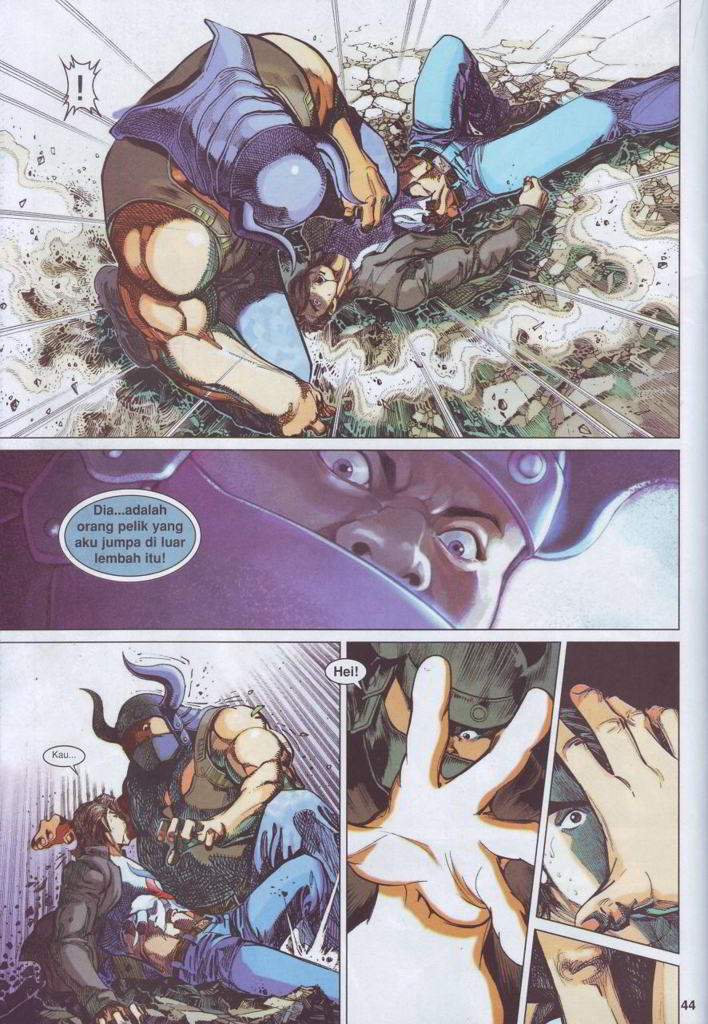 !
Dia...adalah
orang pelik yang
aku jumpa di luar
lembah itu!
Kau...
Hei!
44